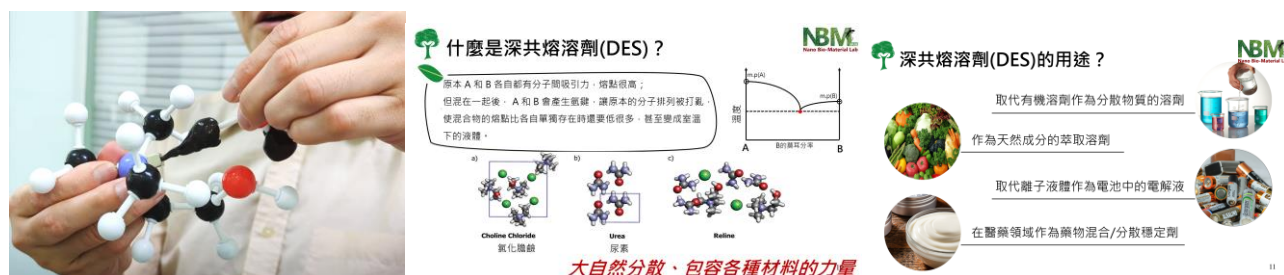 什麼是深共熔溶劑(DES)？
NBML
Nano Bio-Material Lab
原本 A 和 B 各自都有分子間吸引力，熔點很高；
但混在一起後， A 和 B 會產生氫鍵，讓原本的分子排列被打亂，
使混合物的熔點比各自單獨存在時還要低很多，甚至變成室溫
下的液體。
m.p(A)
m.p(B)
溫度
A
B的莫耳分率
B
a)
b)
c)
Choline Chloride
氯化膽鹼
Urea
尿素
Reline
大自然分散、包容各種材料的力量
深共熔溶劑(DES)的用途？
NBML
Nano Bio-Material L
取代有機溶劑作為分散物質的溶劑
作為天然成分的萃取溶劑
取代離子液體作為電池中的電解液
在醫藥領域作為藥物混合/分散穩定劑
11